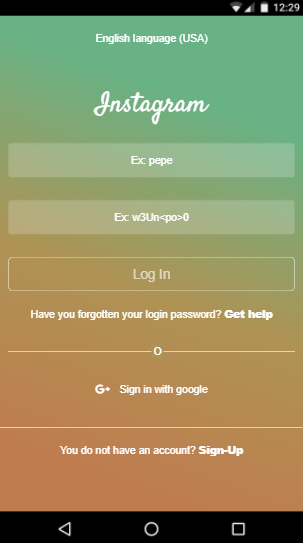 12:29
English language (USA)
Instagram
Ex: pepe
Ex: w3Un<po>0
Log In
Have you forgotten your login password? Get help
O
G+ Sign in with google
You do not have an account? Sign-Up